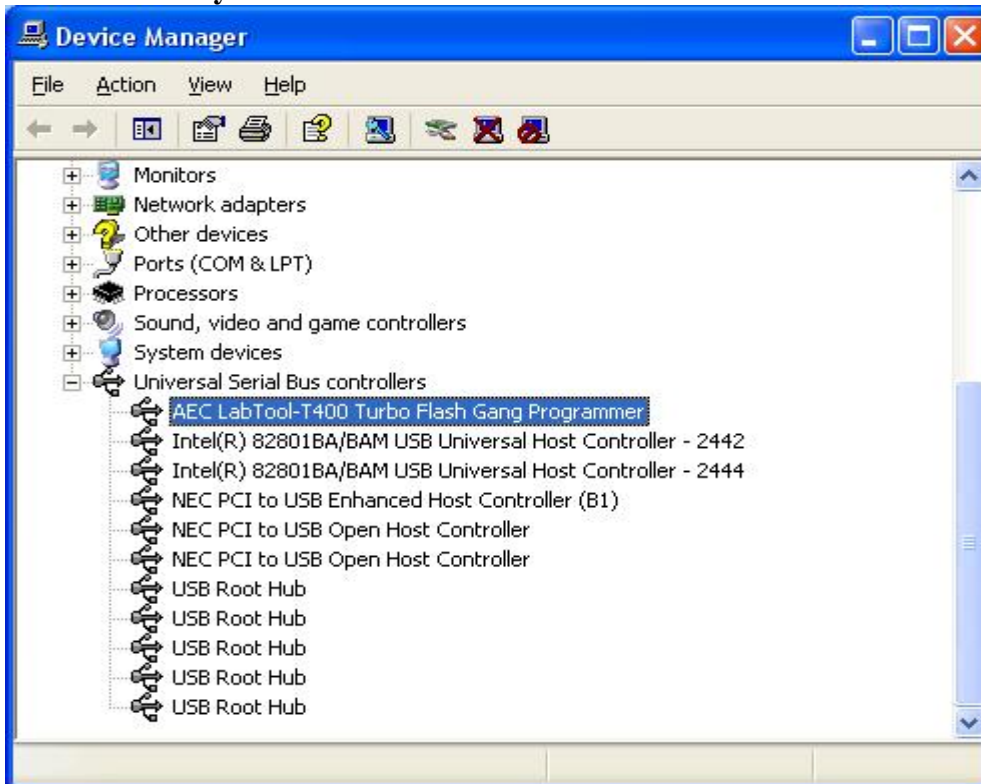 Device Manager
File Action View Help
Monitors
Network adapters
Other devices
Ports (COM & LPT)
Processors
Sound, video and game controllers
System devices
Universal Serial Bus controllers
AEC LabTool-T400 Turbo Flash Gang Programmer
Intel(R) 82801BA/BAM USB Universal Host Controller - 2442
Intel(R) 82801BA/BAM USB Universal Host Controller - 2444
NEC PCI to USB Enhanced Host Controller (B1)
NEC PCI to USB Open Host Controller
NEC PCI to USB Open Host Controller
USB Root Hub
USB Root Hub
USB Root Hub
USB Root Hub
USB Root Hub